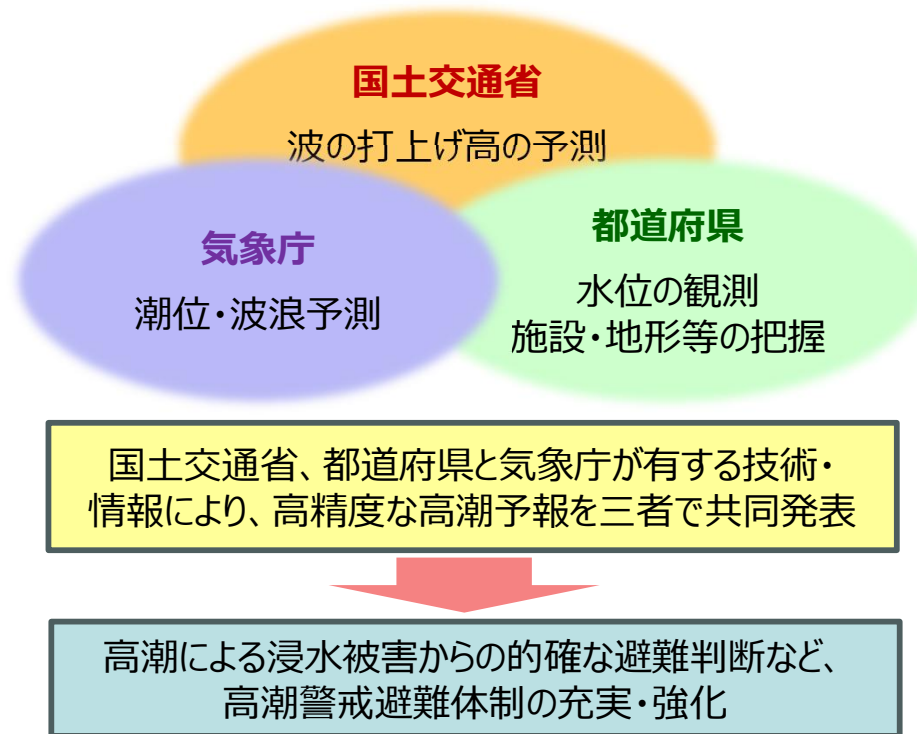 国土交通省
波の打上げ高の予測
気象庁
潮位・波浪予測
都道府県
水位の観測
施設・地形等の把握
国土交通省、都道府県と気象庁が有する技術・
情報により、高精度な高潮予報を三者で共同発表
高潮による浸水被害からの的確な避難判断など、
高潮警戒避難体制の充実・強化